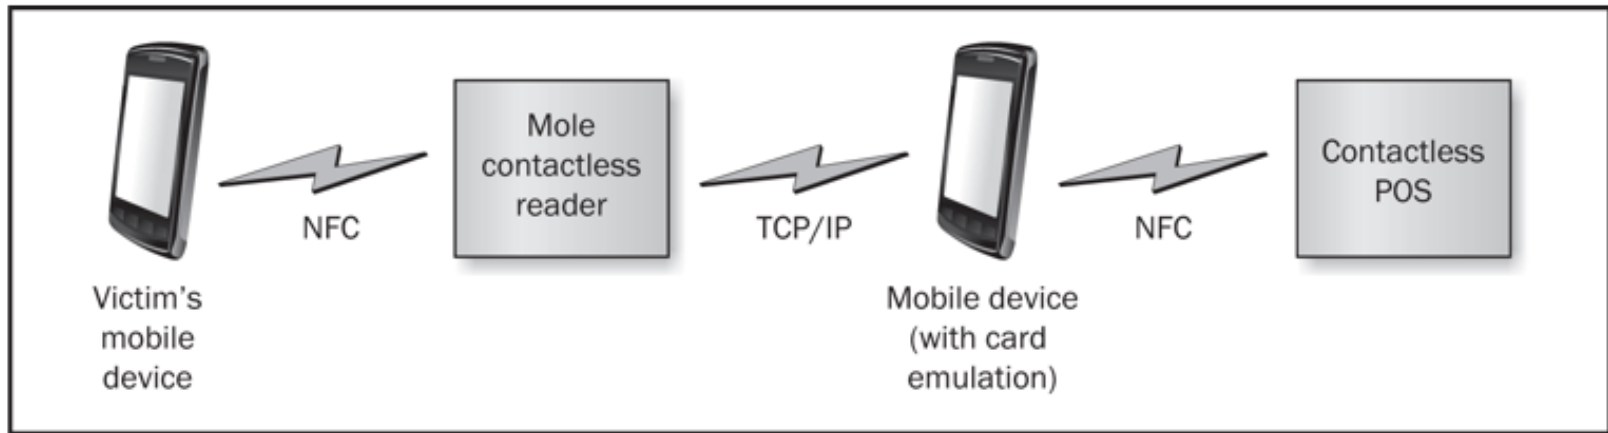 Victim's
mobile
device
NFC
Mole
contactless
reader
TCP/IP
Mobile device
(with card
emulation)
NFC
Contactless
POS